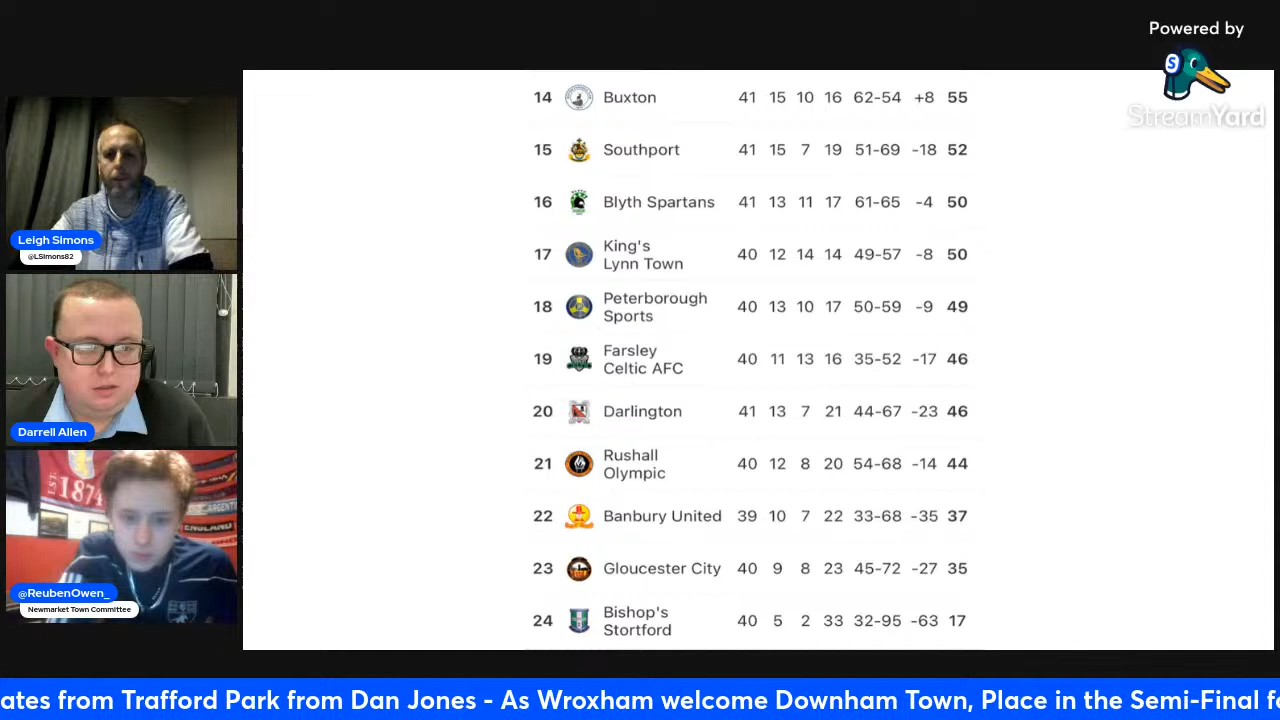 Powered by
StreamYard
14 Buxton 41 15 10 16 62-54 +8 55
15 Southport 41 15 7 19 51-69 -18 52
16 Blyth Spartans 41 13 11 17 61-65 -4 50
17 King's Lynn Town 40 12 14 14 49-57 -8 50
18 Peterborough Sports 40 13 10 17 50-59 -9 49
19 Farsley Celtic AFC 40 11 13 16 35-52 -17 46
20 Darlington 41 13 7 21 44-67 -23 46
21 Rushall Olympic 40 12 8 20 54-68 -14 44
22 Banbury United 39 10 7 22 33-68 -35 37
23 Gloucester City 40 9 8 23 45-72 -27 35
24 Bishop's Stortford 40 5 2 33 32-95 -63 17
Leigh Simons
@LSimons82
Darrell Allen
EST.
1874
ARGENTI
ENGLAND
@ReubenOwen_
Newmarket Town Committee
ates from Trafford Park from Dan Jones - As Wroxham welcome Downham Town, Place in the Semi-Final fo